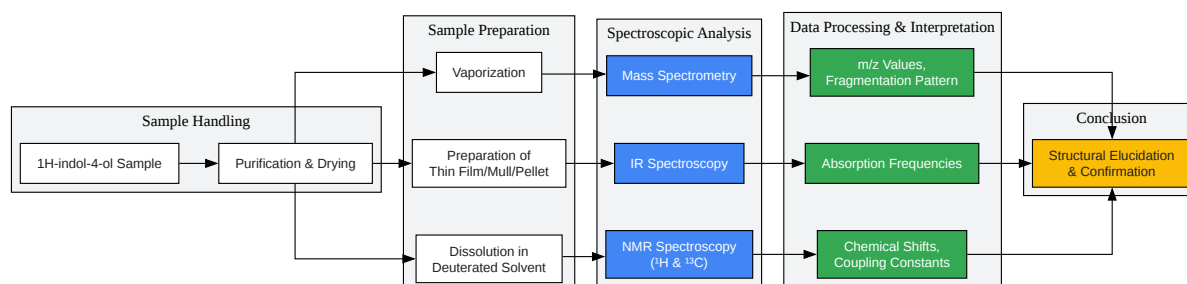 Sample Handling
1H-indol-4-ol Sample
Purification & Drying
Sample Preparation
Vaporization
Preparation of
Thin Film/Mull/Pellet
Dissolution in
Deuterated Solvent
Spectroscopic Analysis
Mass Spectrometry
IR Spectroscopy
NMR Spectroscopy
(¹H & ¹³C)
Data Processing & Interpretation
m/z Values,
Fragmentation Pattern
Absorption Frequencies
Chemical Shifts,
Coupling Constants
Conclusion
Structural Elucidation
& Confirmation